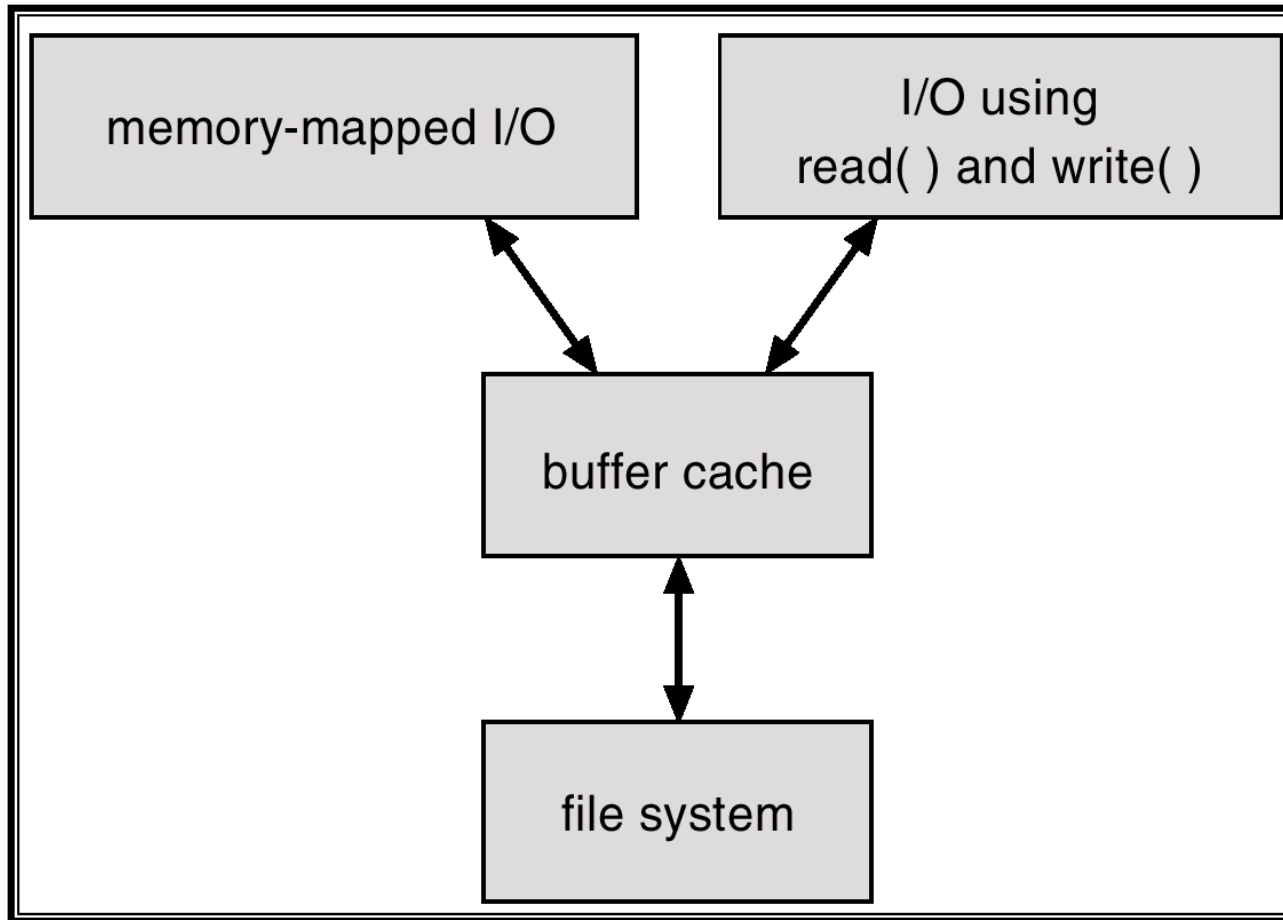 memory-mapped I/O
I/O using
read( ) and write( )
buffer cache
file system